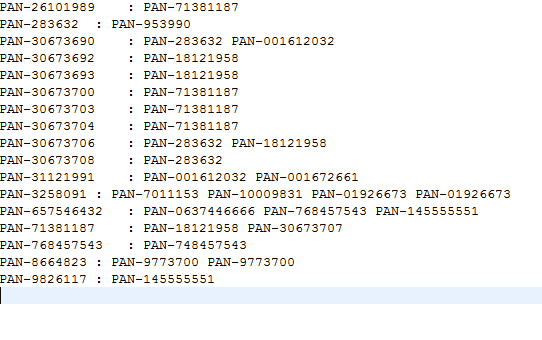 PAN-26101989 : PAN-71381187
PAN-283632 : PAN-953990
PAN-30673690 : PAN-283632 PAN-001612032
PAN-30673692 : PAN-18121958
PAN-30673693 : PAN-18121958
PAN-30673700 : PAN-71381187
PAN-30673703 : PAN-71381187
PAN-30673704 : PAN-71381187
PAN-30673706 : PAN-283632 PAN-18121958
PAN-30673708 : PAN-283632
PAN-31121991 : PAN-001612032 PAN-001672661
PAN-3258091 : PAN-7011153 PAN-10009831 PAN-01926673 PAN-01926673
PAN-657546432 : PAN-0637446666 PAN-768457543 PAN-145555551
PAN-71381187 : PAN-18121958 PAN-30673707
PAN-768457543 : PAN-748457543
PAN-8664823 : PAN-9773700 PAN-9773700
PAN-9826117 : PAN-145555551